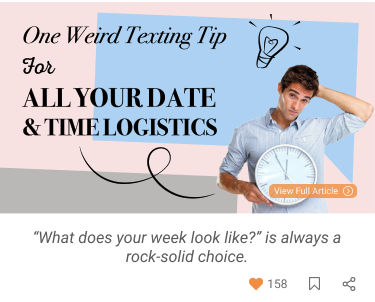 One Weird Texting Tip
For
ALL YOUR DATE
& TIME LOGISTICS
View Full Article
“What does your week look like?” is always a
rock-solid choice.
158